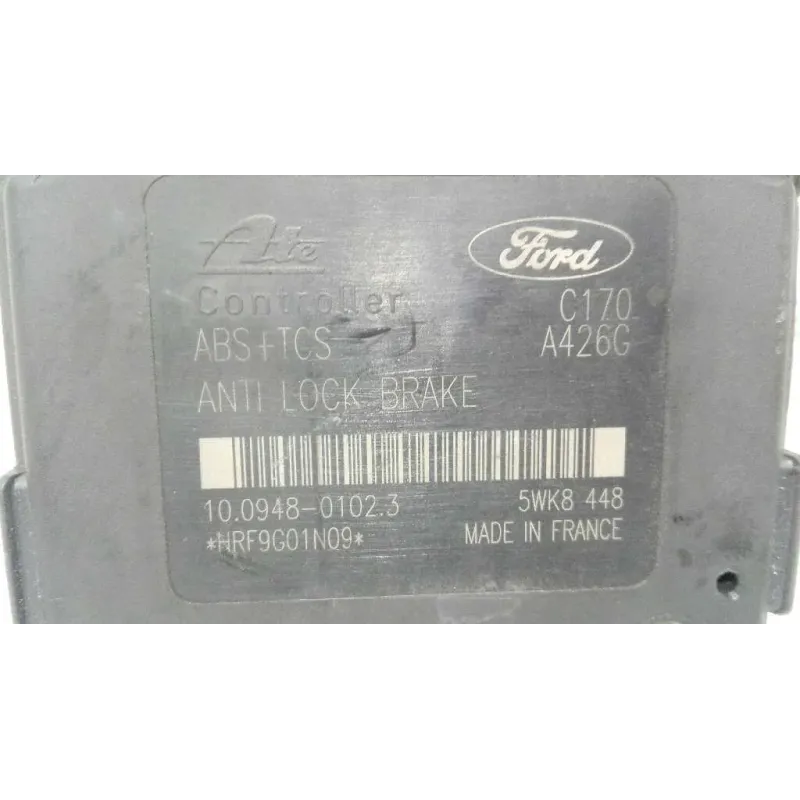 Ate Ford
Controller C170
ABS+TCS A426G
ANTI LOCK BRAKE
10.0948-0102.3 5WK8 448
*HRF9G01N09* MADE IN FRANCE